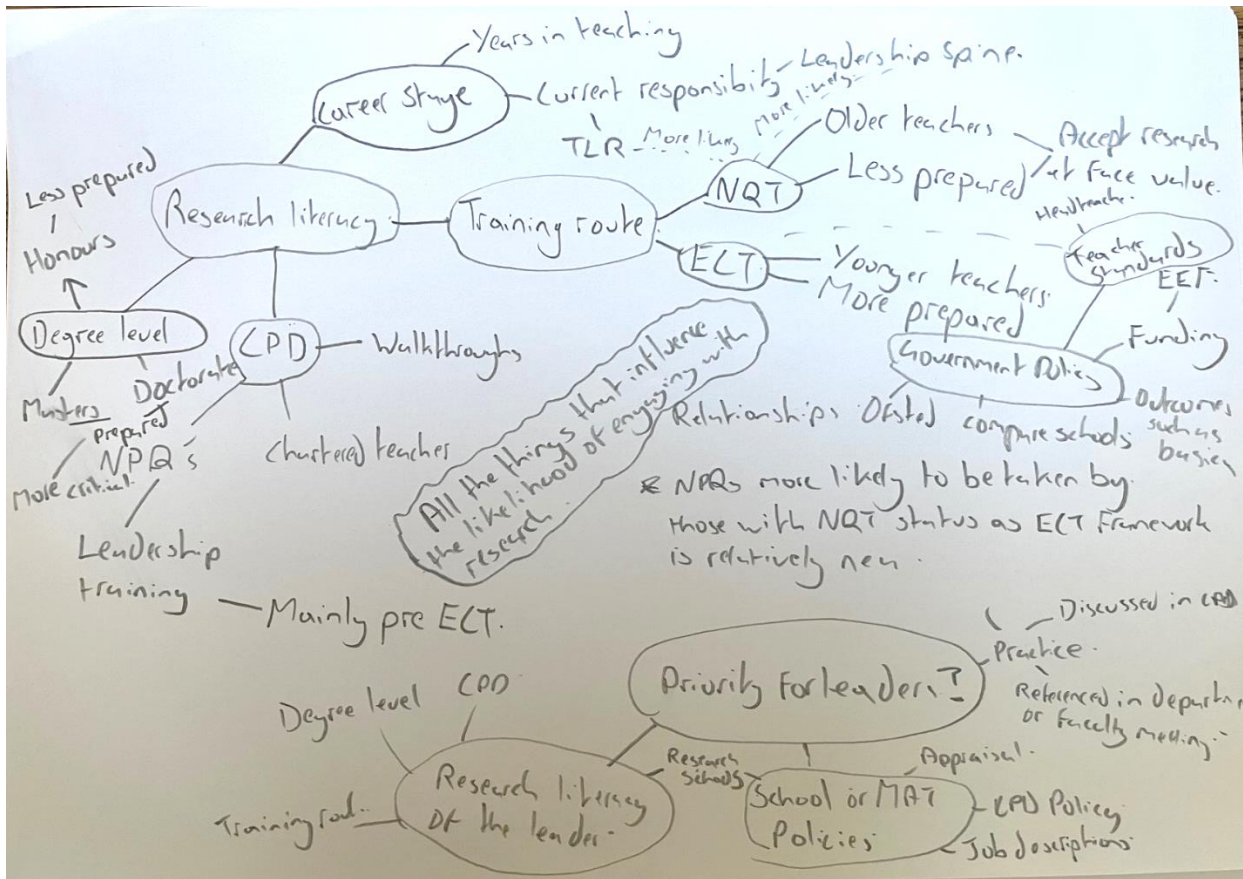 Years in teaching
Career stage
Current responsibility
Leadership spine.
TLR
More likely
More likely
Older teachers
Accept research
at face value.
NQT
Less prepared
Less prepared
Honours
Research literacy
Training route
ECT
Younger teachers.
More prepared
Headteacher
Teacher
standards
EEF.
Funding
Government Policy
Outcomes
such as
Relationships
Ofsted
compare schools
Degree level
CPD
Walkthroughs
Doctorate
Masters
prepared
More critical.
NPQ's
Chartered teacher
Leadership
training
Mainly pre ECT.
All the things that influence
the likelihood of engaging with
research.
* NPQs more likely to be taken by
those with NQT status as ECT Framework
is relatively new.
Priority for leaders?
Practice.
Discussed in CPD
Referenced in
or faculty meeting.
Degree level
CPD
Training
Research literacy
of the leader.
Research
schools
School or MAT
Policies
Appraisal.
CPD Policy
Job descriptions